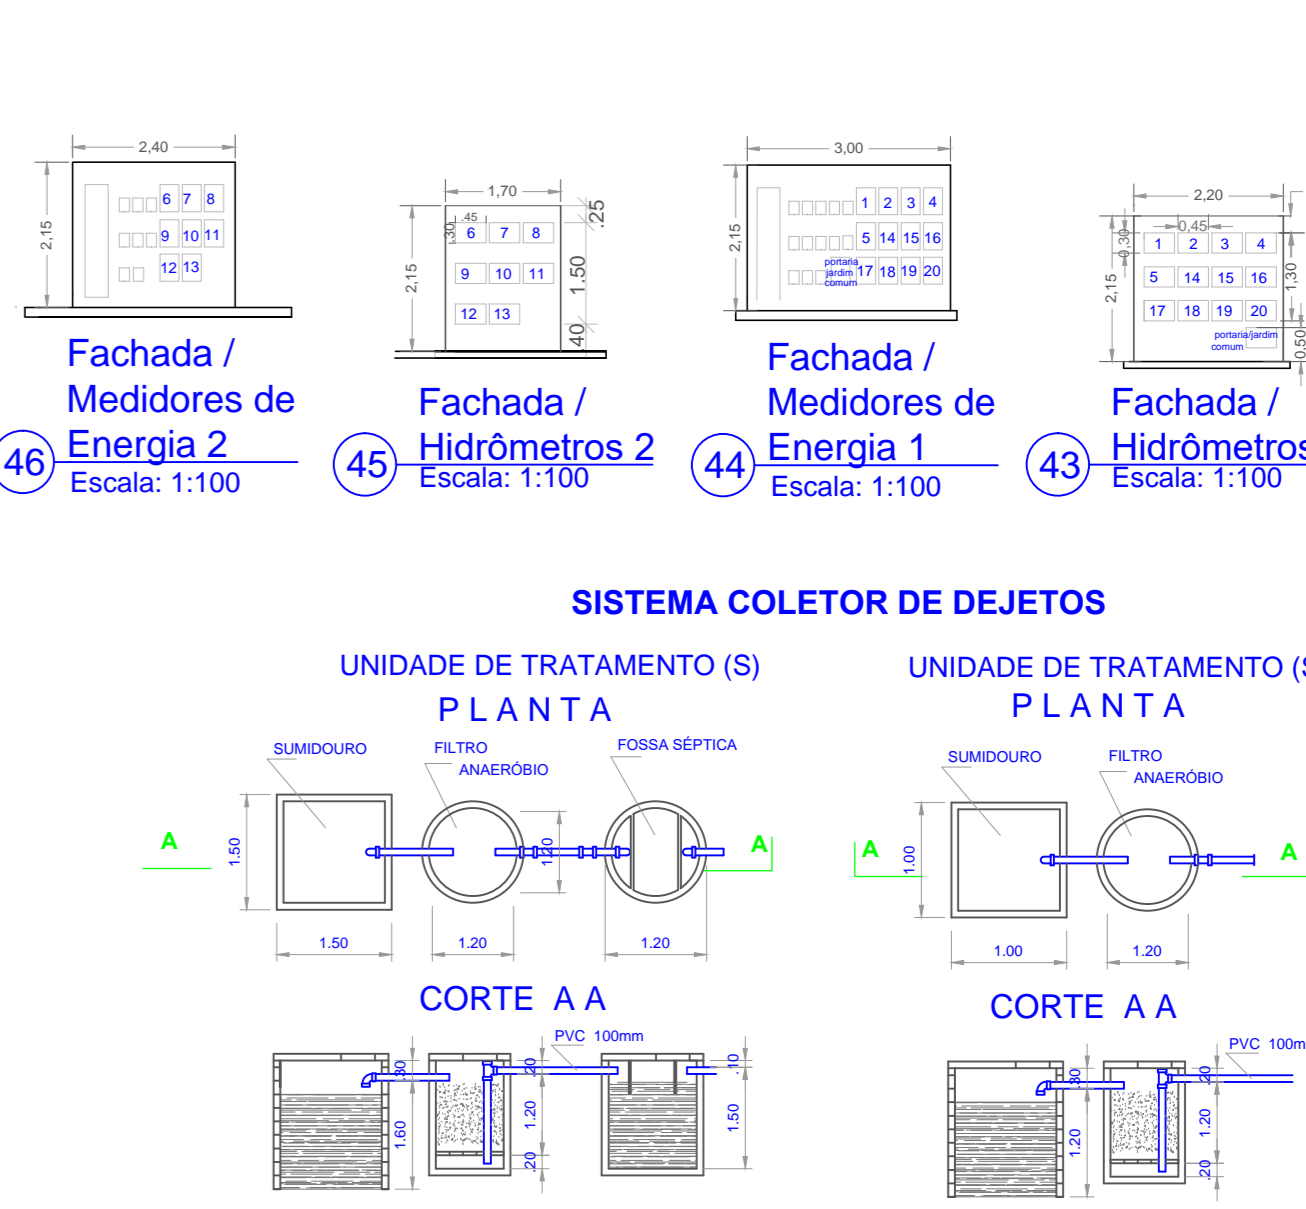 2,40
2,15
6 7 8
9 10 11
12 13
Fachada /
Medidores de
Energia 2
46
Escala: 1:100
1,70
.25
.45
.30
6 7 8
2,15
9 10 11
1.50
12 13
.40
Fachada /
Hidrômetros 2
45
Escala: 1:100
3,00
2,15
1 2 3 4
5 14 15 16
portaria
jardim
comum
17 18 19 20
Fachada /
Medidores de
Energia 1
44
Escala: 1:100
2,20
0,45
0,30
1 2 3 4
2,15
5 14 15 16
1,30
17 18 19 20
portaria/jardim
comum
0,50
Fachada /
Hidrômetros
43
Escala: 1:100
SISTEMA COLETOR DE DEJETOS
UNIDADE DE TRATAMENTO (S)
P L A N T A
SUMIDOURO
FILTRO
ANAERÓBIO
FOSSA SÉPTICA
A
1.50
1.20
A
1.50
1.20
1.20
CORTE A A
PVC 100mm
.30
.20
.10
1.60
1.20
1.50
.20
UNIDADE DE TRATAMENTO (S
P L A N T A
SUMIDOURO
FILTRO
ANAERÓBIO
A
1.00
A
1.00
1.20
CORTE A A
PVC 100m
.30
.20
1.20
1.20
.20